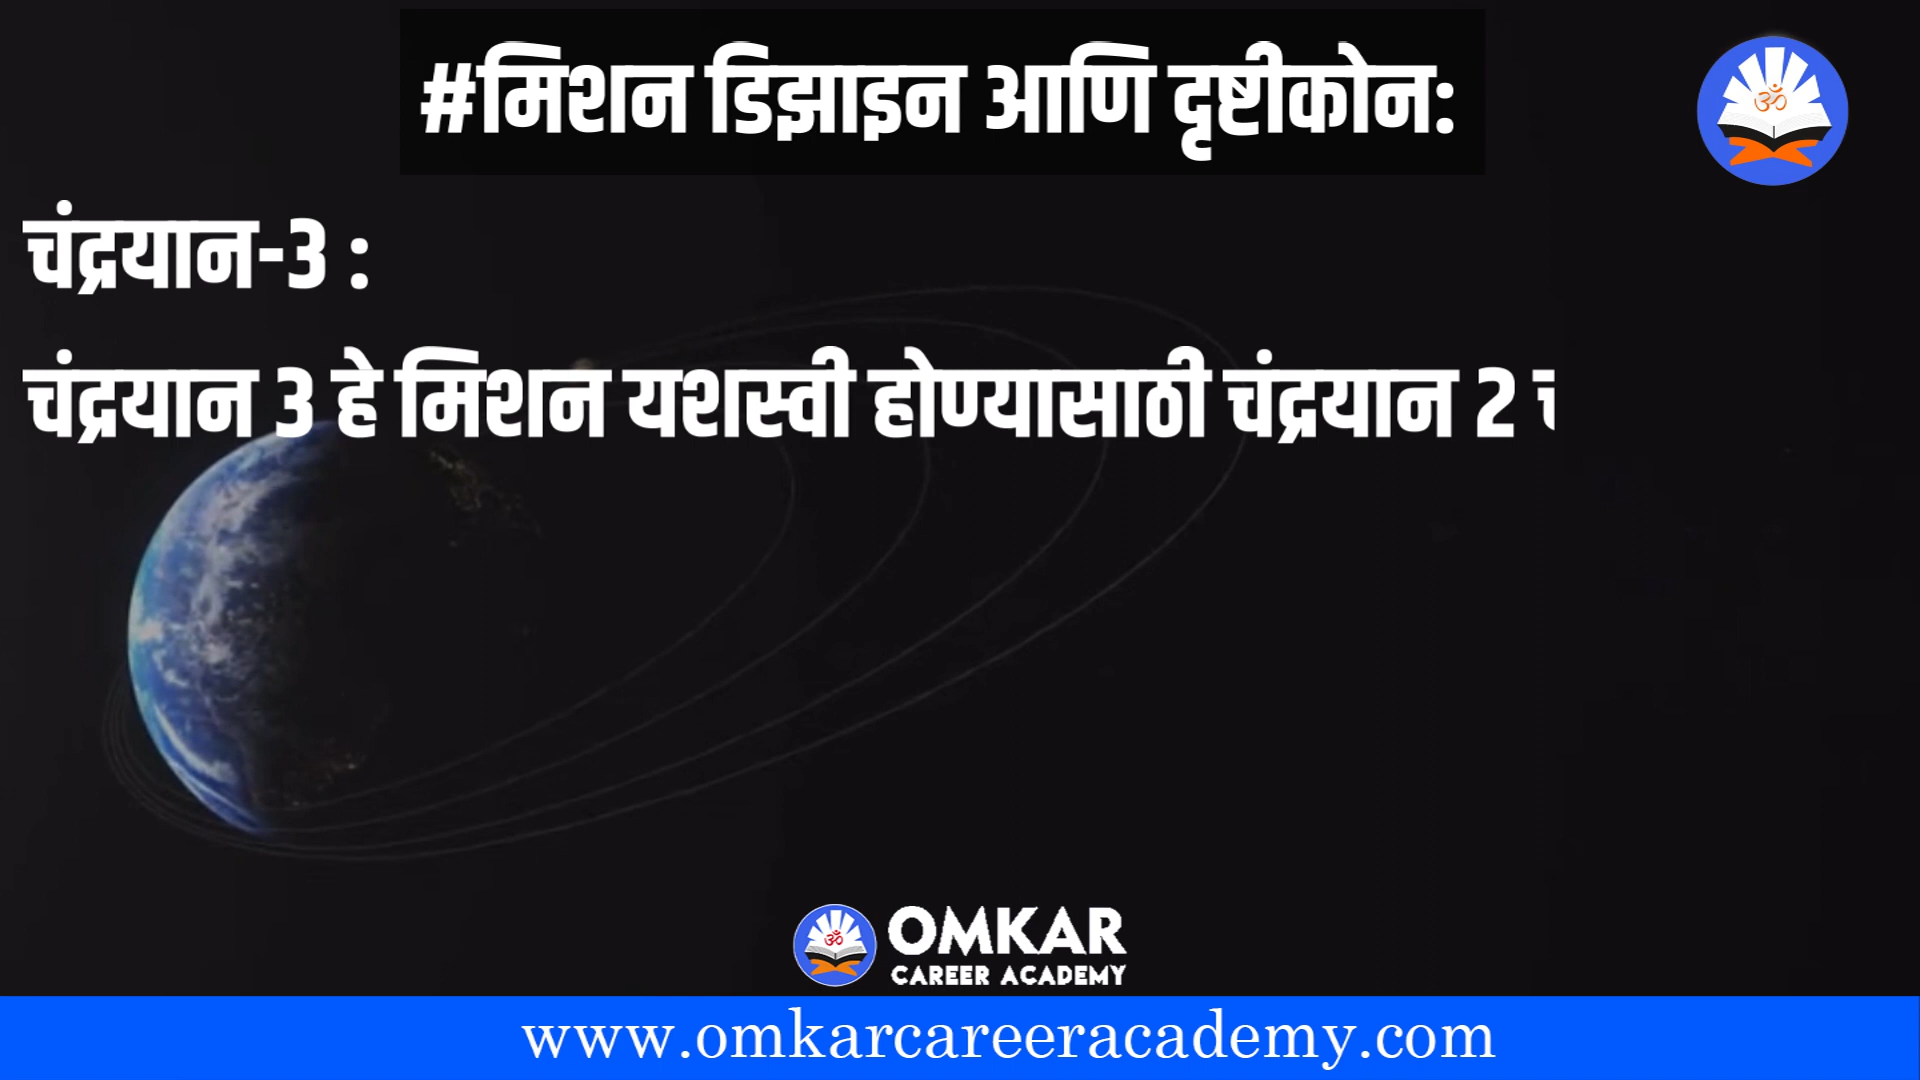 #मिशन डिझाइन आणि दृष्टीकोन:
चंद्रयान-3 :
चंद्रयान 3 हे मिशन यशस्वी होण्यासाठी चंद्रयान 2
OMKAR
CAREER ACADEMY
www.omkarcareeracademy.com